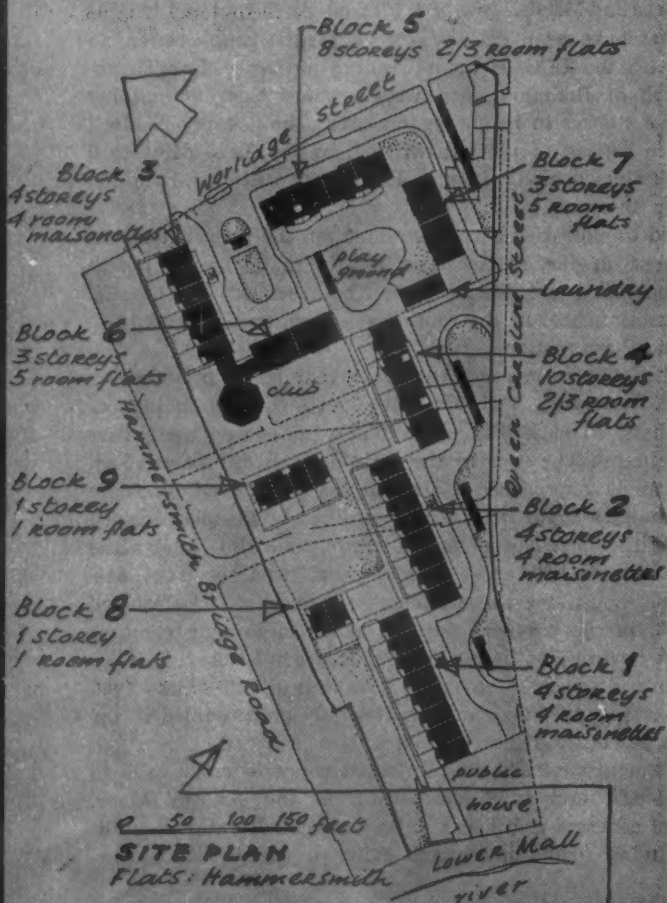 Block 5
8 storeys 2/3 room flats
Worlidge street
Block 3
4 storeys
4 room
maisonettes
Block 7
3 storeys
5 room
flats
play
ground
Laundry
Block 6
3 storeys
5 room flats
club
Block 4
10 storeys
2/3 room
flats
Queen Caroline Street
Hammersmith Bridge Road
Block 9
1 storey
1 room flats
Block 2
4 storeys
4 room
maisonettes
Block 8
1 storey
1 room flats
Block 1
4 storeys
4 room
maisonettes
public
house
0 50 100 150 feet
SITE PLAN
Flats: Hammersmith
Lower Mall
river